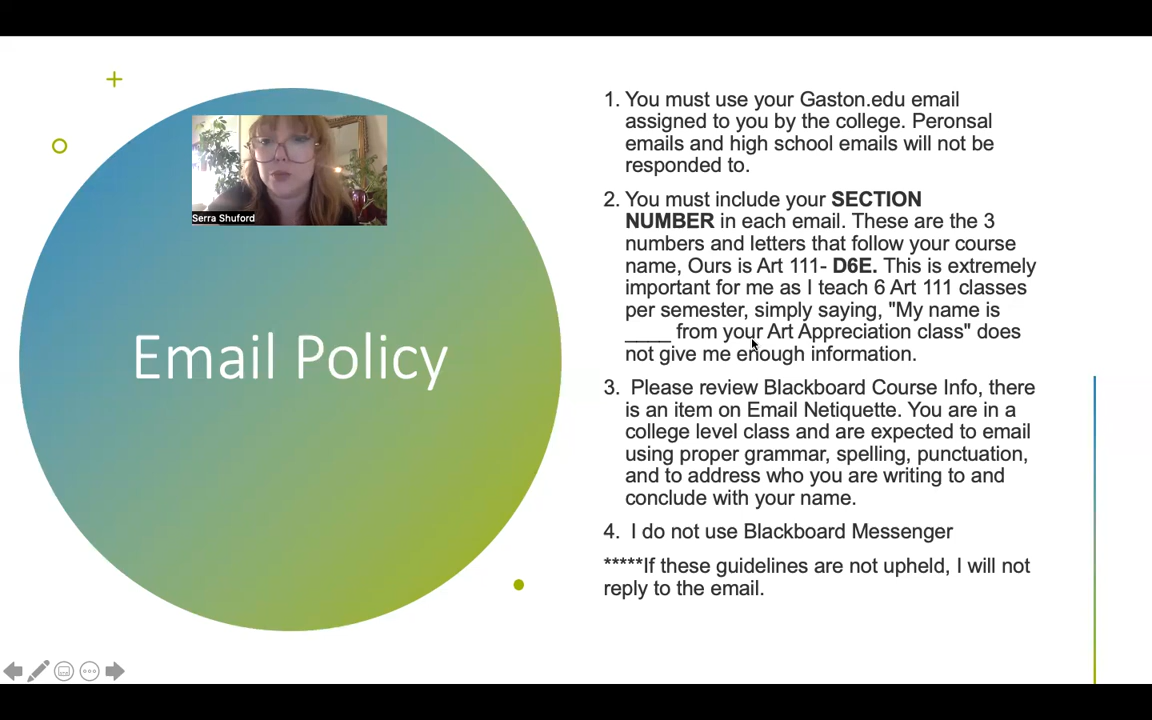 Serra Shuford
Email Policy
1. You must use your Gaston.edu email
assigned to you by the college. Peronsal
emails and high school emails will not be
responded to.
2. You must include your SECTION
NUMBER in each email. These are the 3
numbers and letters that follow your course
name, Ours is Art 111- D6E. This is extremely
important for me as I teach 6 Art 111 classes
per semester, simply saying, "My name is
____ from your Art Appreciation class" does
not give me enough information.
3. Please review Blackboard Course Info, there
is an item on Email Netiquette. You are in a
college level class and are expected to email
using proper grammar, spelling, punctuation,
and to address who you are writing to and
conclude with your name.
4. I do not use Blackboard Messenger
*****If these guidelines are not upheld, I will not
reply to the email.